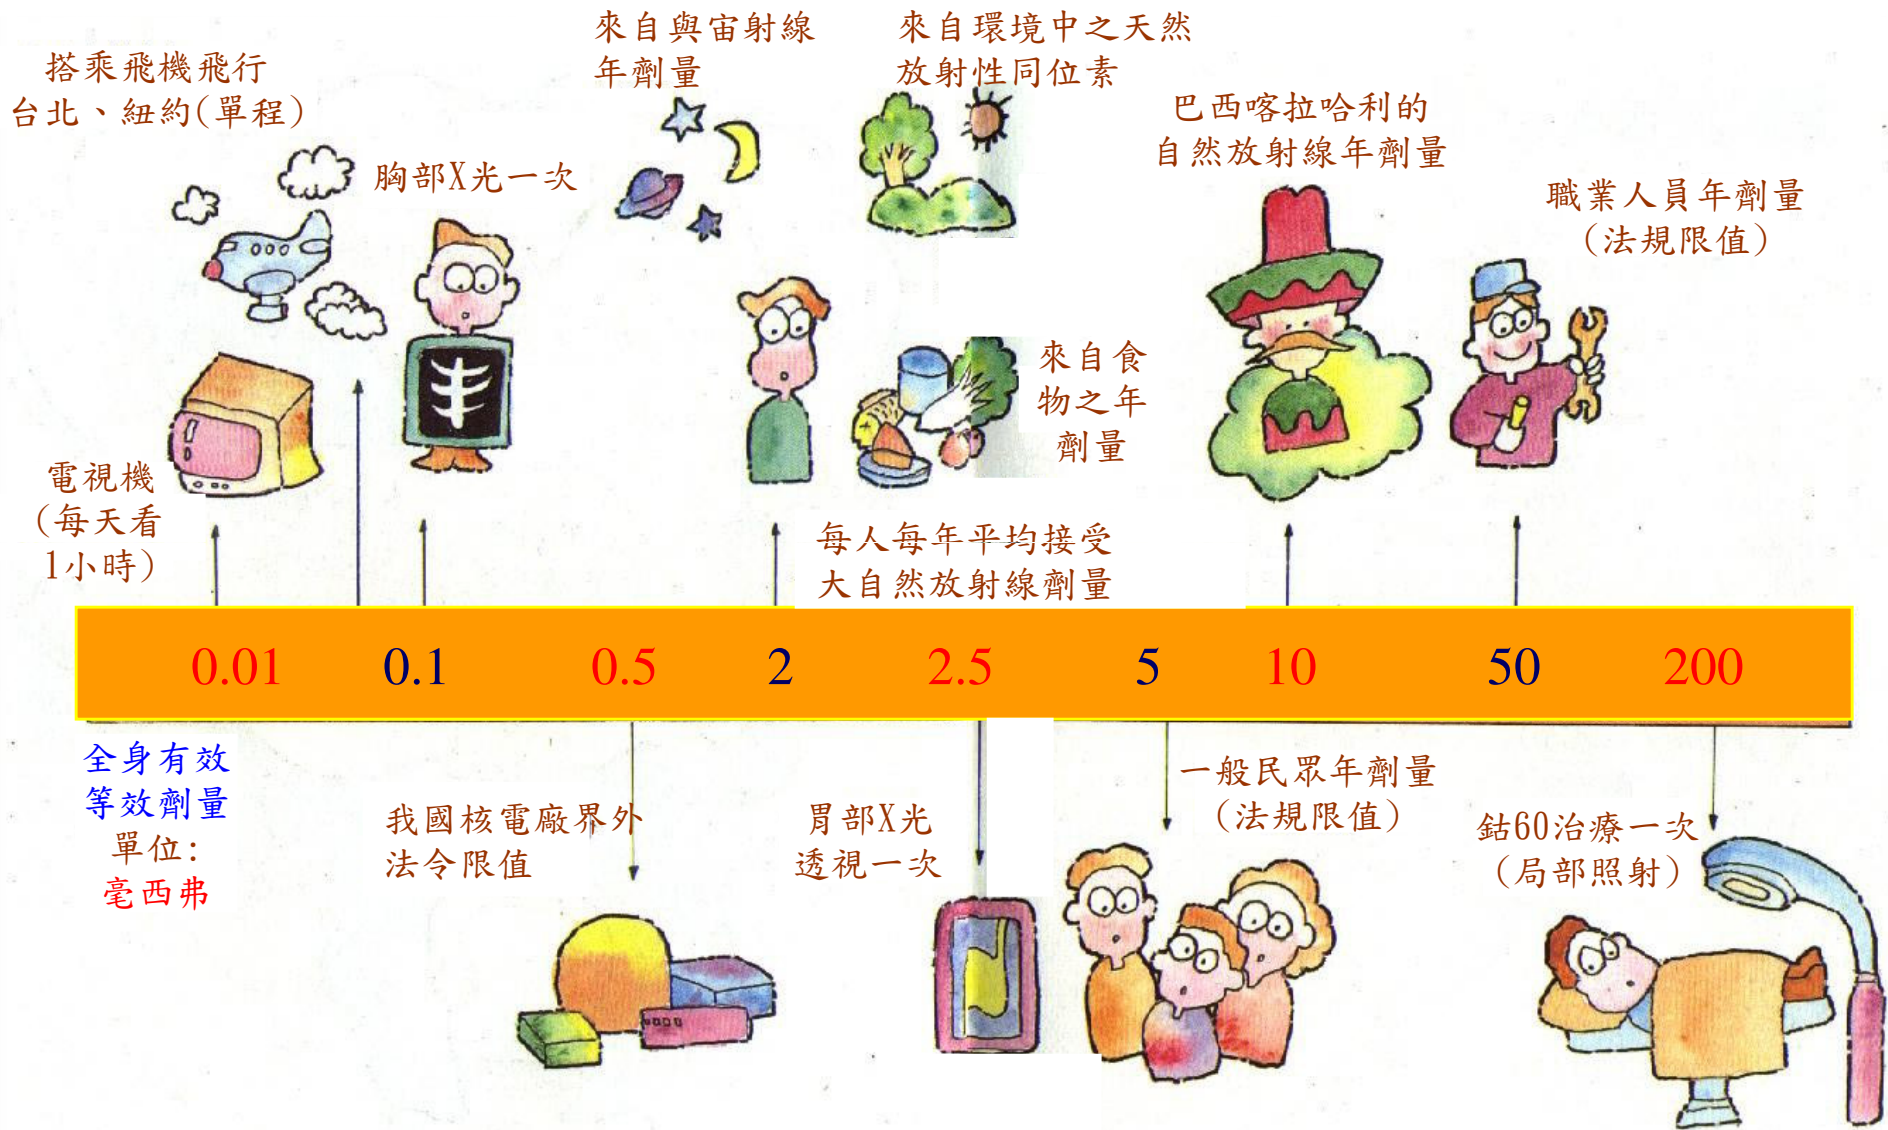 搭乘飛機飛行
台北、紐約(單程)
來自與宙射線
年劑量
來自環境中之天然
放射性同位素
胸部X光一次
巴西喀拉哈利的
自然放射線年劑量
職業人員年劑量
(法規限值)
來自食
物之年
劑量
電視機
(每天看
1小時)
每人每年平均接受
大自然放射線劑量
0.01 0.1 0.5 2 2.5 5 10 50 200
全身有效
等效劑量
單位:
毫西弗
我國核電廠界外
法令限值
胃部X光
透視一次
一般民眾年劑量
(法規限值)
鈷60治療一次
(局部照射)